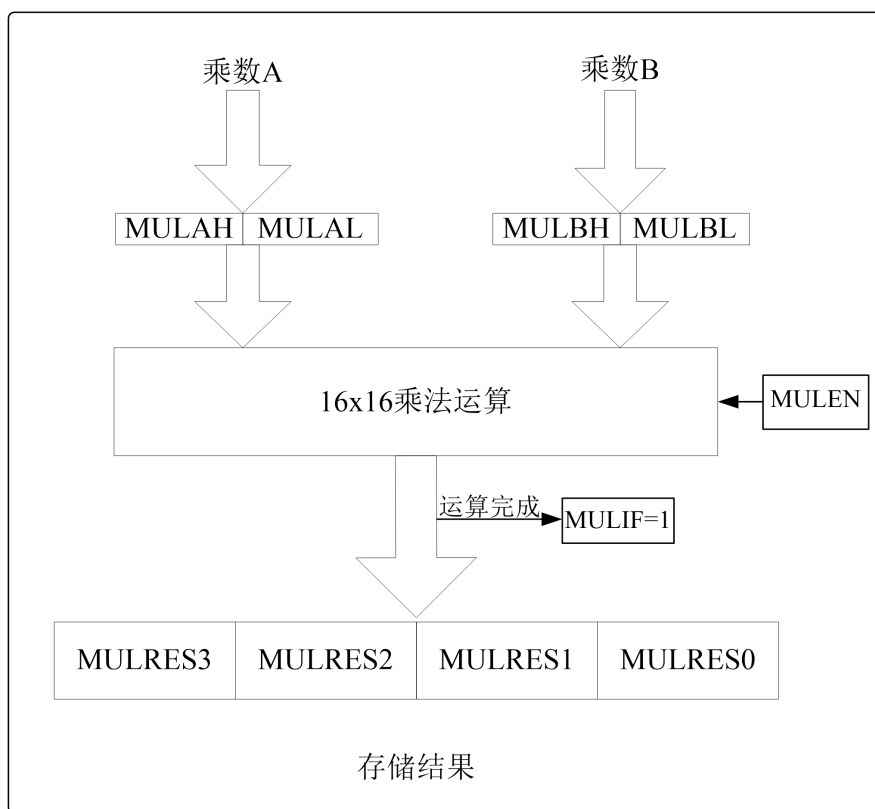 乘数A 乘数B
MULAH MULAL MULBH MULBL
16x16乘法运算 MULEN
运算完成 MULIF=1
MULRES3 MULRES2 MULRES1 MULRES0
存储结果